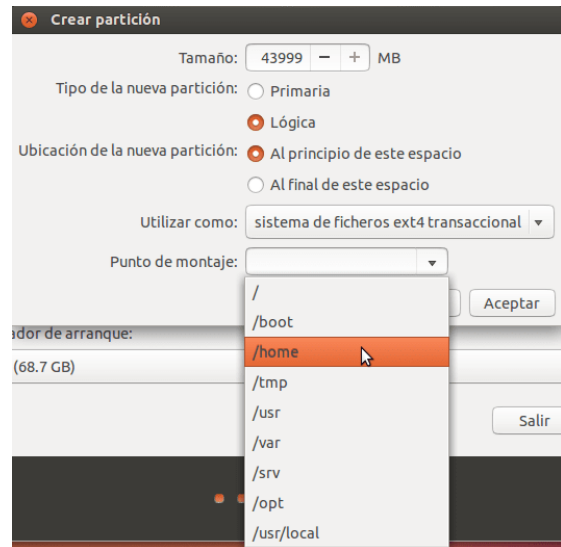 Crear partición
Tamaño: 43999 − + MB
Tipo de la nueva partición: Primaria
Lógica
Ubicación de la nueva partición: Al principio de este espacio
Al final de este espacio
Utilizar como: sistema de ficheros ext4 transaccional
Punto de montaje:
/
Aceptar
/boot
ador de arranque:
/home
(68.7 GB)
/tmp
/usr
Salir
/var
/srv
/opt
/usr/local